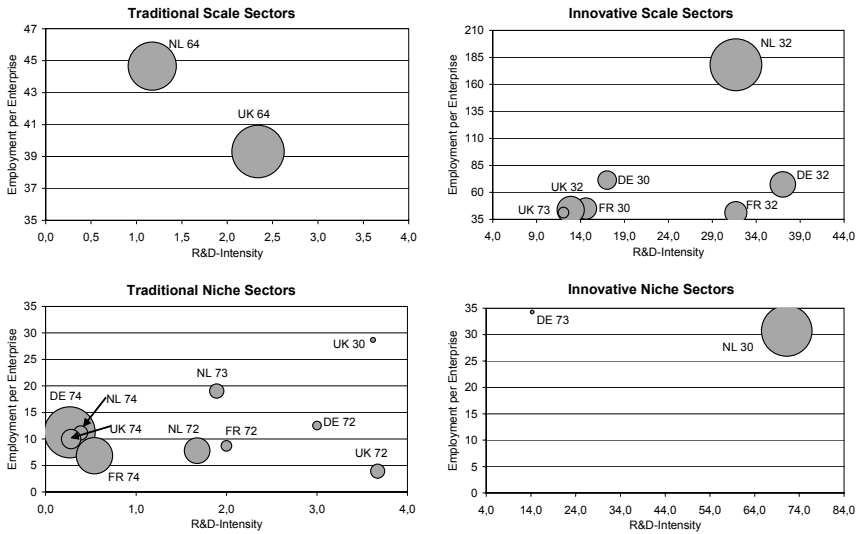 Traditional Scale Sectors
47
45
43
41
39
37
35
Employment per Enterprise
NL 64
UK 64
0,0 0,5 1,0 1,5 2,0 2,5 3,0 3,5 4,0
R&D-Intensity
Innovative Scale Sectors
210
185
160
135
110
85
60
35
Employment per Enterprise
NL 32
DE 30
DE 32
UK 32
FR 30
FR 32
UK 73
4,0 9,0 14,0 19,0 24,0 29,0 34,0 39,0 44,0
R&D-Intensity
Traditional Niche Sectors
35
30
25
20
15
10
5
0
Employment per Enterprise
UK 30
NL 73
DE 74
NL 74
UK 74
NL 72
FR 72
DE 72
UK 72
FR 74
0,0 1,0 2,0 3,0 4,0
R&D-Intensity
Innovative Niche Sectors
35
30
25
20
15
10
5
0
Employment per Enterprise
DE 73
NL 30
4,0 14,0 24,0 34,0 44,0 54,0 64,0 74,0 84,0
R&D-Intensity